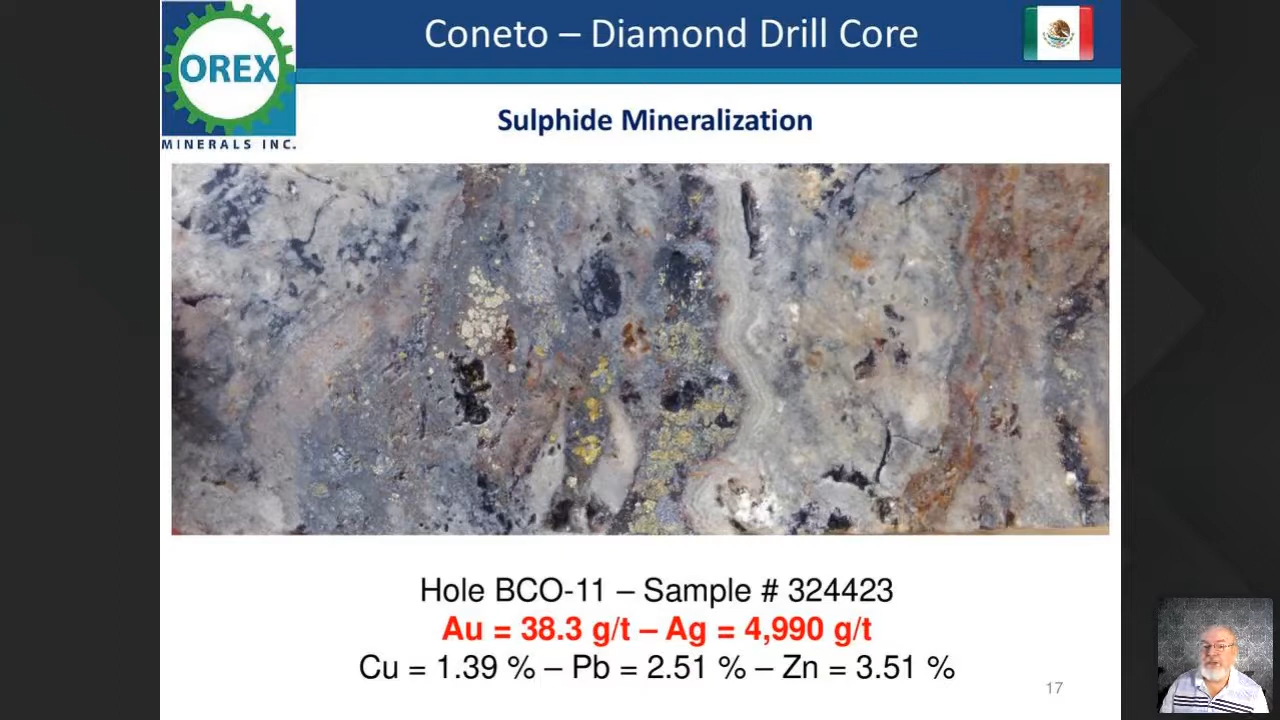 Coneto – Diamond Drill Core
OREX
MINERALS INC.
Sulphide Mineralization
Hole BCO-11 – Sample # 324423
Au = 38.3 g/t – Ag = 4,990 g/t
Cu = 1.39 % – Pb = 2.51 % – Zn = 3.51 %
17